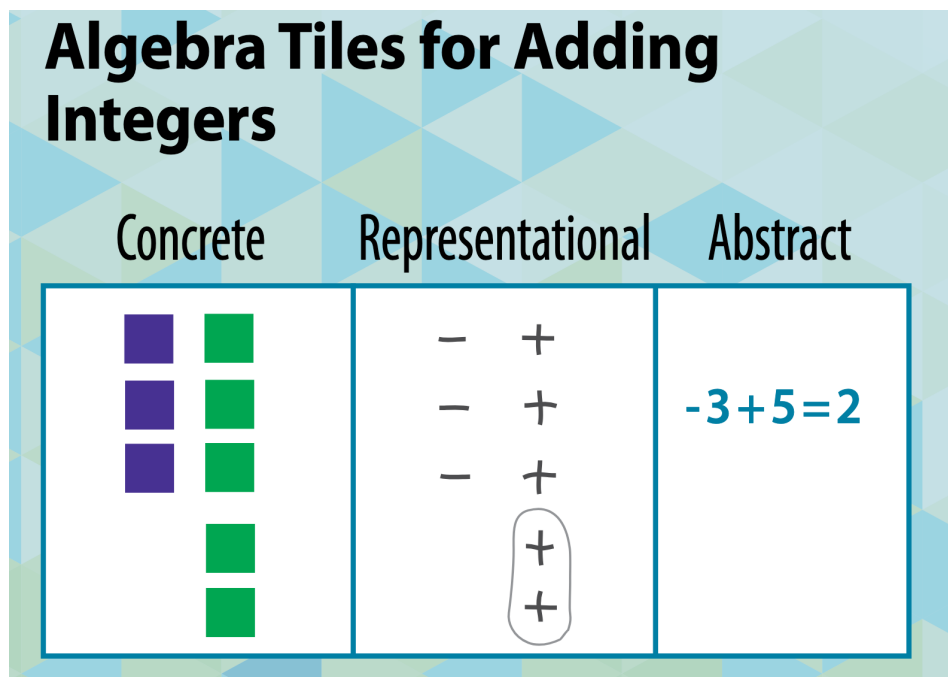 Algebra Tiles for Adding
Integers
Concrete Representational Abstract
- +
- +
- +
+
+
-3+5=2